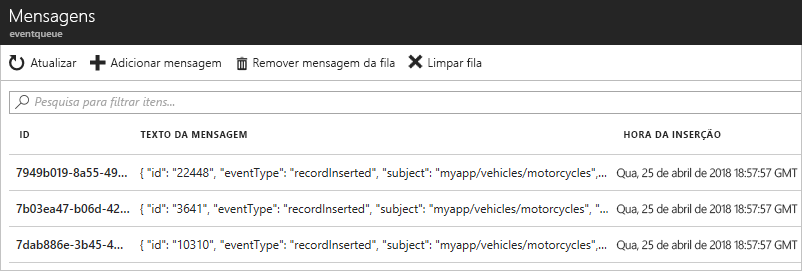 Mensagens
eventqueue
Atualizar Adicionar mensagem Remover mensagem da fila Limpar fila
Pesquisa para filtrar itens...
ID TEXTO DA MENSAGEM HORA DA INSERÇÃO
7949b019-8a55-49... { "id": "22448", "eventType": "recordInserted", "subject": "myapp/vehicles/motorcycles",... Qua, 25 de abril de 2018 18:57:57 GMT
7b03ea47-b06d-42... { "id": "3641", "eventType": "recordInserted", "subject": "myapp/vehicles/motorcycles", "... Qua, 25 de abril de 2018 18:57:57 GMT
7dab886e-3b45-4... { "id": "10310", "eventType": "recordInserted", "subject": "myapp/vehicles/motorcycles",... Qua, 25 de abril de 2018 18:57:57 GMT